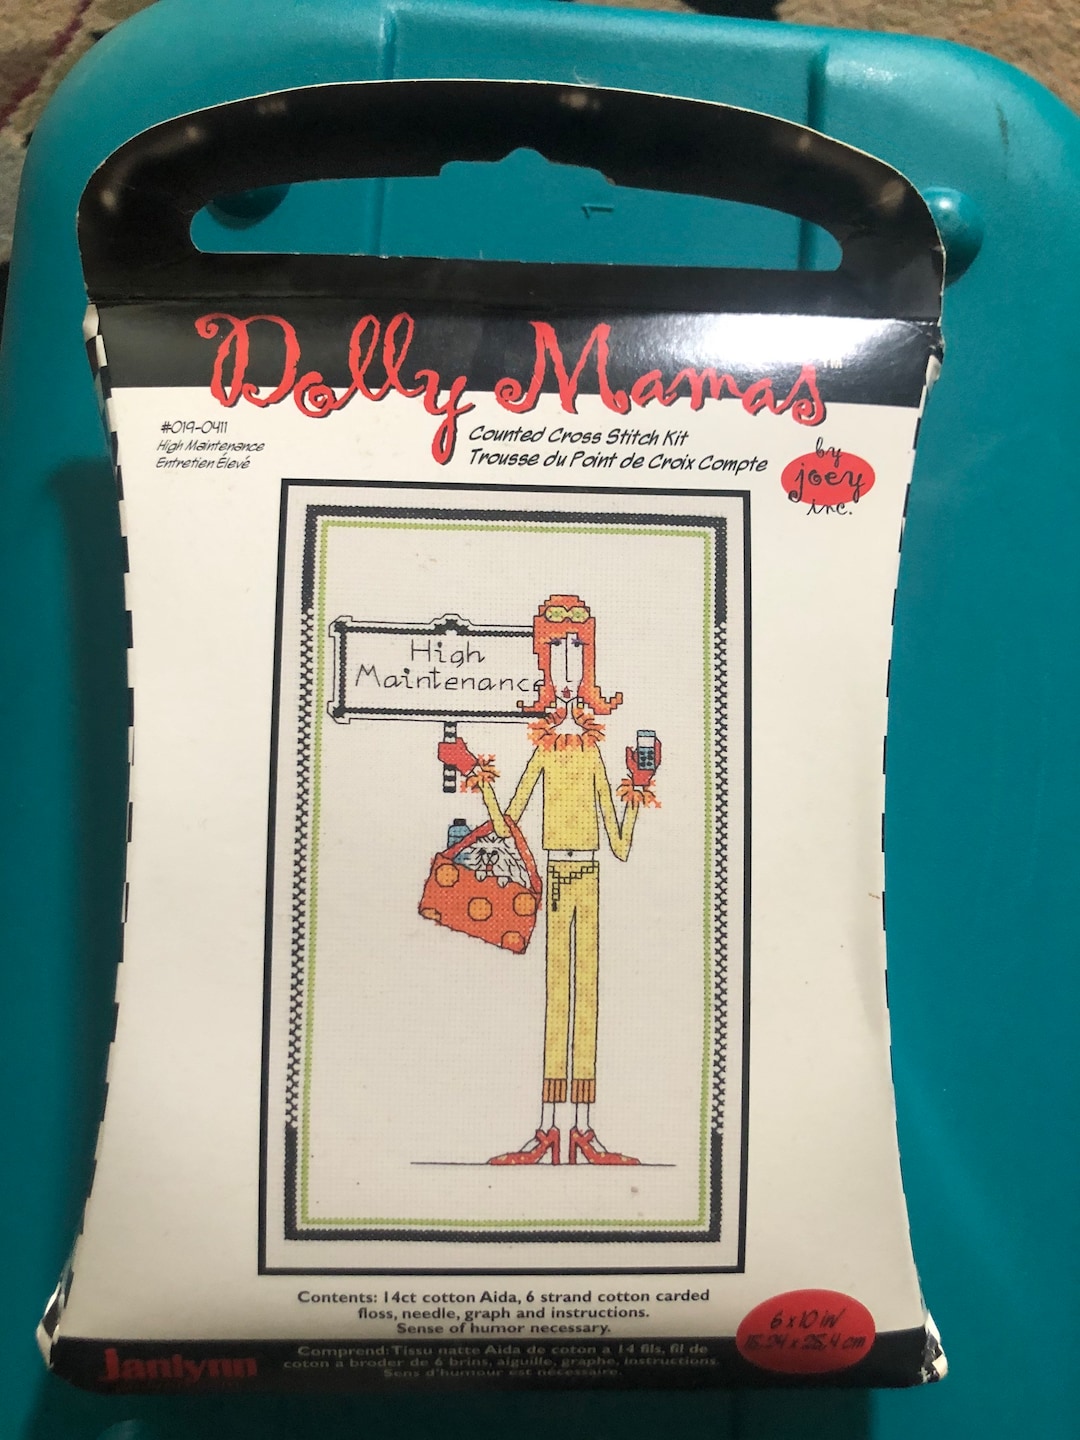 1
Dolly Mamas™
#019-0411
High Maintenance
Entretien Élevé
Counted Cross Stitch Kit
Trousse du Point de Croix Compte
by
joey
inc.
High
Maintenance
Contents: 14ct cotton Aida, 6 strand cotton carded
floss, needle, graph and instructions.
Sense of humor necessary.
6 x 10 in/
15.24 x 25.4 cm
Janlynn
Comprend: Tissu natte Aida de coton a 14 fils, fil de
coton a broder de 6 brins, aiguille, graphe, instructions.
Sens d'humour est nécessaire.